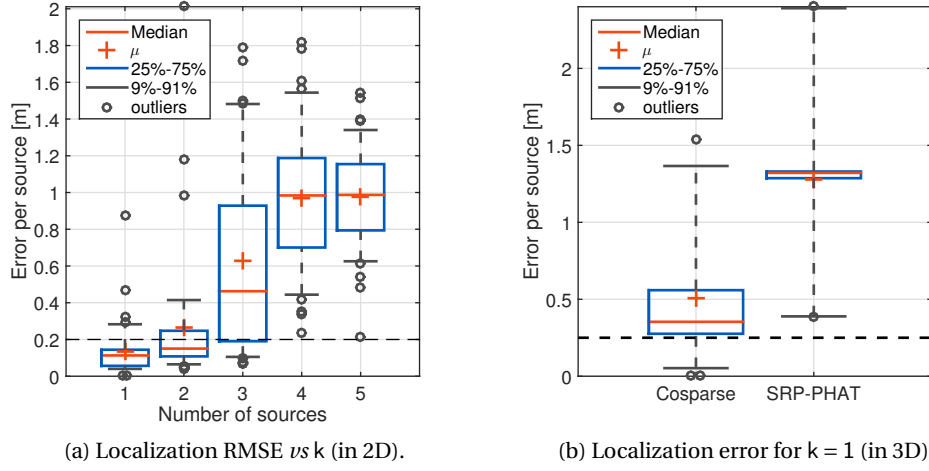 2
1.8
1.6
1.4
1.2
1
0.8
0.6
0.4
0.2
0
Error per source [m]
Median
μ
25%-75%
9%-91%
outliers
1 2 3 4 5
Number of sources
(a) Localization RMSE vs k (in 2D).
2
1.5
1
0.5
0
Error per source [m]
Median
μ
25%-75%
9%-91%
outliers
Cosparse SRP-PHAT
(b) Localization error for k = 1 (in 3D)